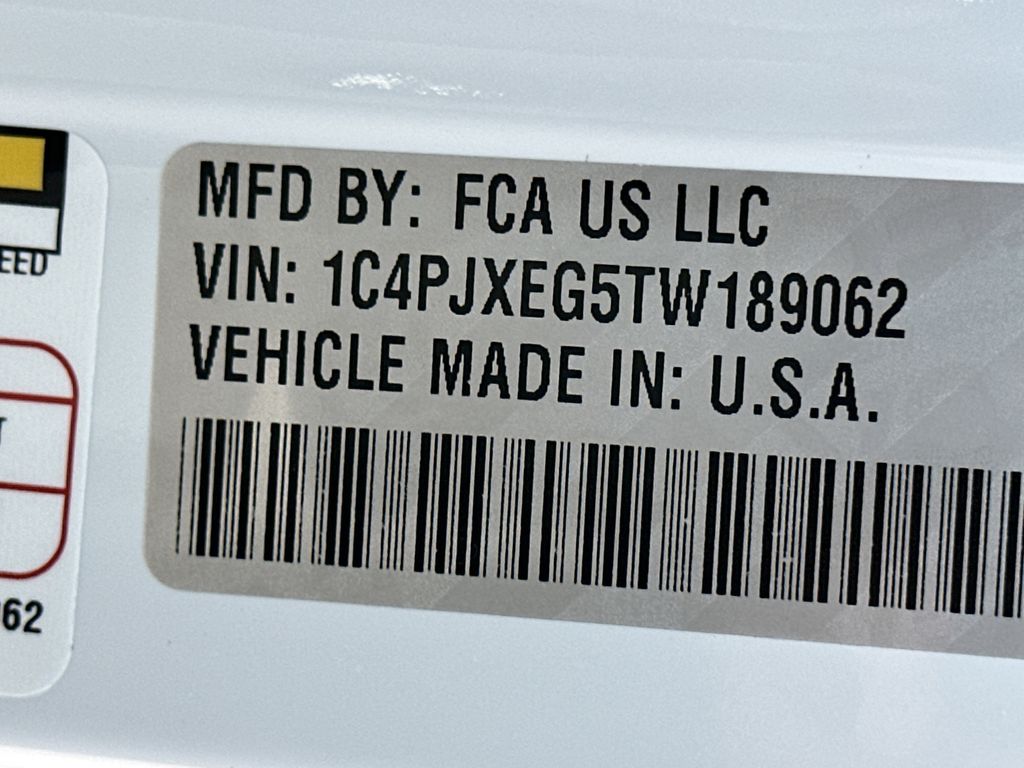 MFD BY: FCA US LLC
VIN: 1C4PJXEG5TW189062
VEHICLE MADE IN: U.S.A.
EED
T
62